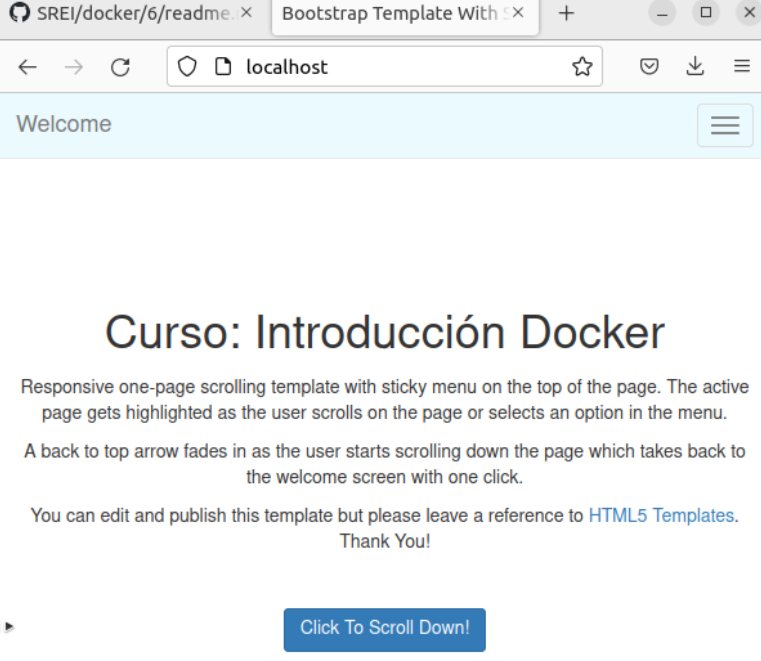 SREI/docker/6/readme.
Bootstrap Template With S
localhost
Welcome
Curso: Introducción Docker
Responsive one-page scrolling template with sticky menu on the top of the page. The active
page gets highlighted as the user scrolls on the page or selects an option in the menu.
A back to top arrow fades in as the user starts scrolling down the page which takes back to
the welcome screen with one click.
You can edit and publish this template but please leave a reference to HTML5 Templates.
Thank You!
Click To Scroll Down!